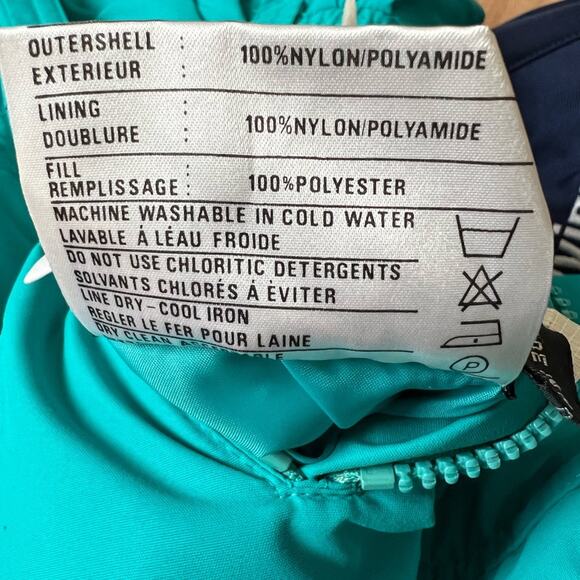 OUTERSHELL : 100%NYLON/POLYAMIDE
EXTERIEUR :
LINING : 100%NYLON/POLYAMIDE
DOUBLURE :
FILL
REMPLISSAGE : 100%POLYESTER
MACHINE WASHABLE IN COLD WATER
LAVABLE Á LÉAU FROIDE
DO NOT USE CHLORITIC DETERGENTS
SOLVANTS CHLORÉS Á ÉVITER
LINE DRY-COOL IRON
REGLER LE FER POUR LAINE
DRY CLEAN
P